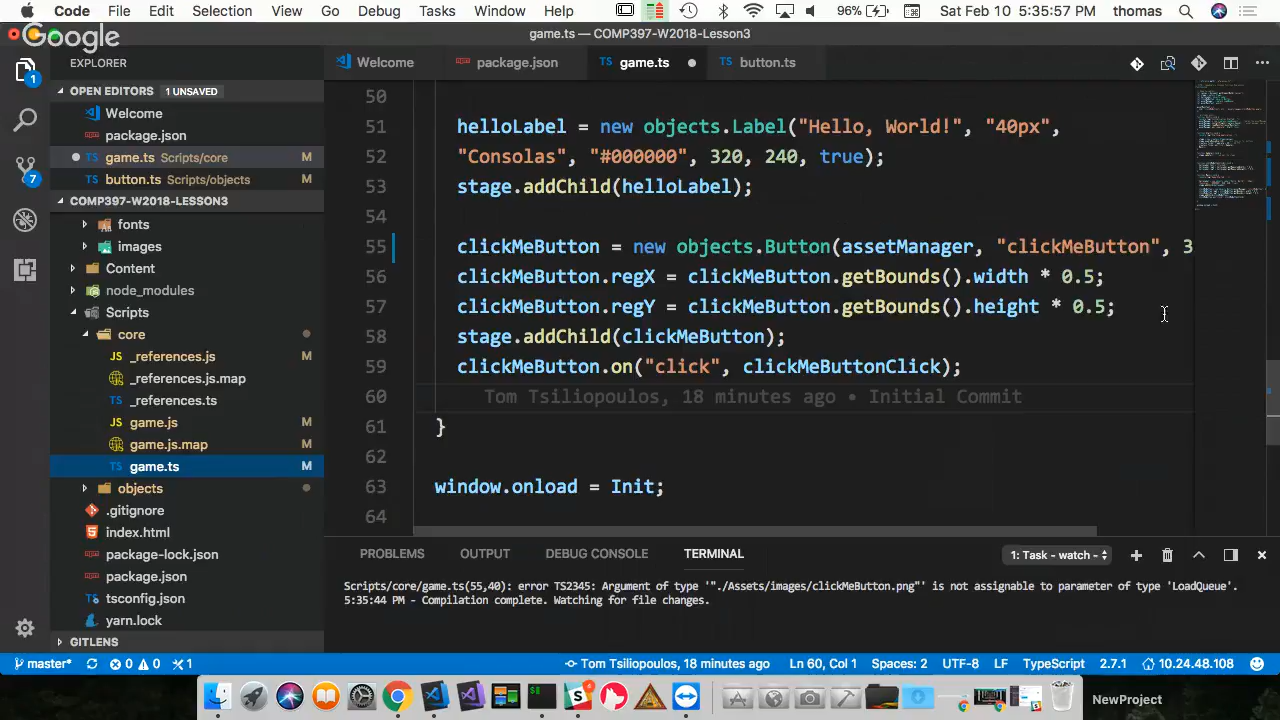 Code File Edit Selection View Go Debug Tasks Window Help 96% Sat Feb 10 5:35:57 PM thomas
Google
game.ts — COMP397-W2018-Lesson3
EXPLORER
Welcome package.json TS game.ts TS button.ts
OPEN EDITORS 1 UNSAVED
Welcome
package.json
game.ts Scripts/core M
button.ts Scripts/objects M
COMP397-W2018-LESSON3
fonts
images
Content
node_modules
Scripts
core
_references.js M
_references.js.map
TS _references.ts
game.js M
game.js.map M
TS game.ts M
objects
.gitignore
index.html
package-lock.json
package.json
tsconfig.json
yarn.lock
GITLENS
1
7
50
51 helloLabel = new objects.Label("Hello, World!", "40px",
52 "Consolas", "#000000", 320, 240, true);
53 stage.addChild(helloLabel);
54
55 clickMeButton = new objects.Button(assetManager, "clickMeButton", 3
56 clickMeButton.regX = clickMeButton.getBounds().width * 0.5;
57 clickMeButton.regY = clickMeButton.getBounds().height * 0.5;
58 stage.addChild(clickMeButton);
59 clickMeButton.on("click", clickMeButtonClick);
60 Tom Tsiliopoulos, 18 minutes ago • Initial Commit
61 }
62
63 window.onload = Init;
64
PROBLEMS OUTPUT DEBUG CONSOLE TERMINAL 1: Task - watch -
Scripts/core/game.ts(55,40): error TS2345: Argument of type '"./Assets/images/clickMeButton.png"' is not assignable to parameter of type 'LoadQueue'.
5:35:44 PM - Compilation complete. Watching for file changes.
master* 0 0 1 Tom Tsiliopoulos, 18 minutes ago Ln 60, Col 1 Spaces: 2 UTF-8 LF TypeScript 2.7.1 10.24.48.108
NewProject